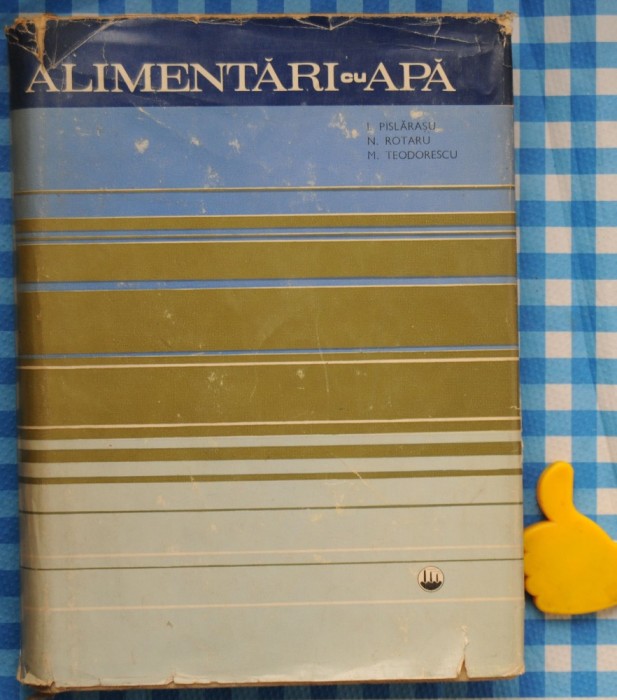 ALIMENTĂRI cu APĂ
I. PISLĂRAȘU
N. ROTARU
M. TEODORESCU